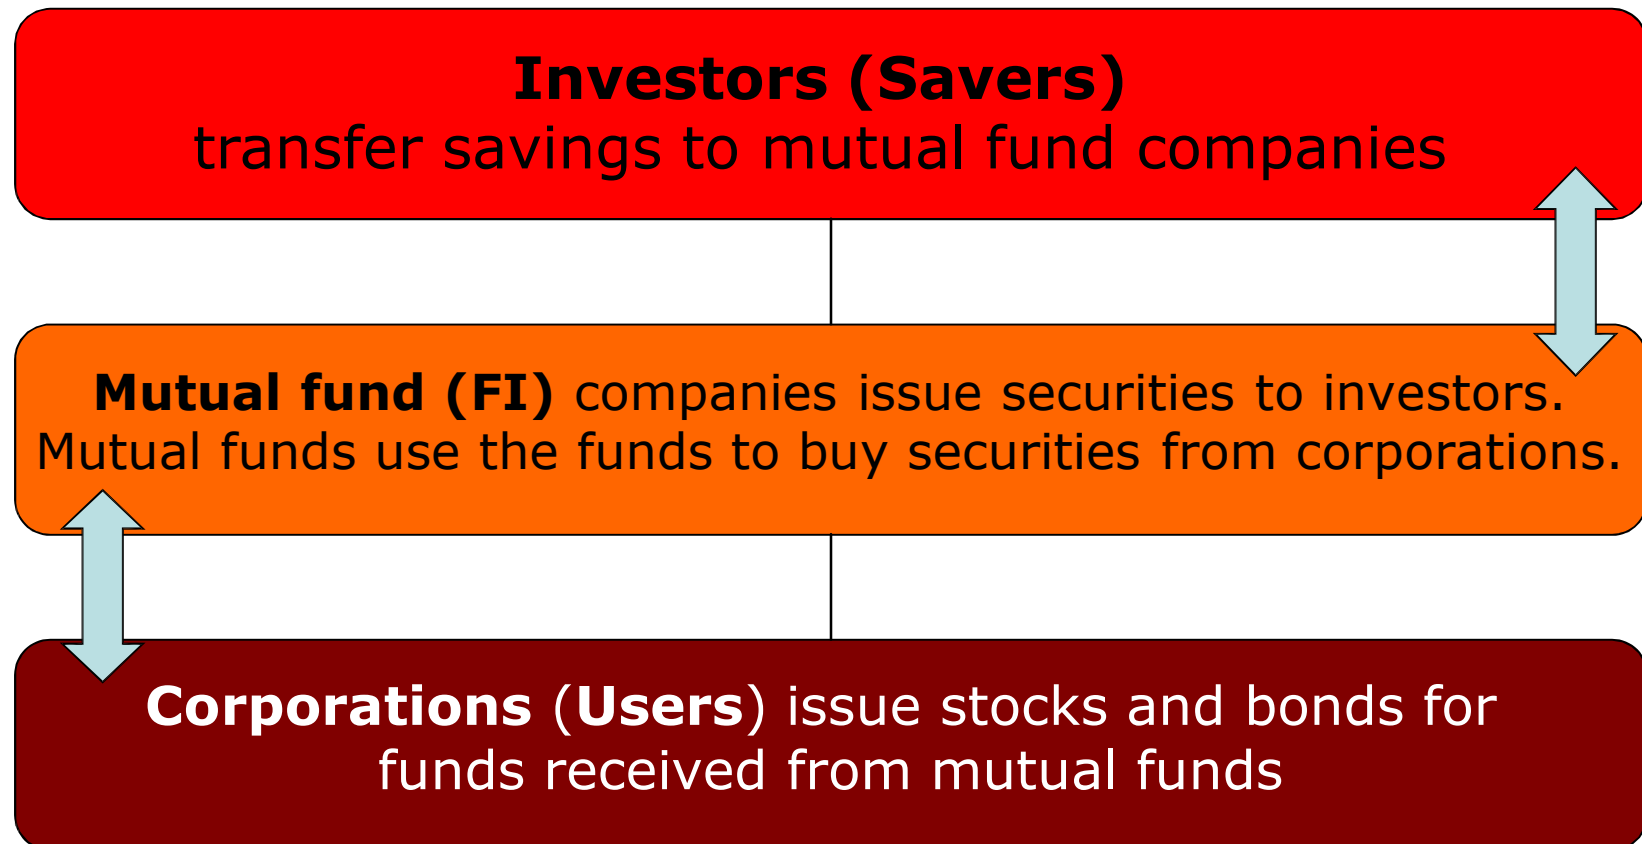 Investors (Savers)
transfer savings to mutual fund companies
Mutual fund (FI) companies issue securities to investors.
Mutual funds use the funds to buy securities from corporations.
Corporations (Users) issue stocks and bonds for
funds received from mutual funds